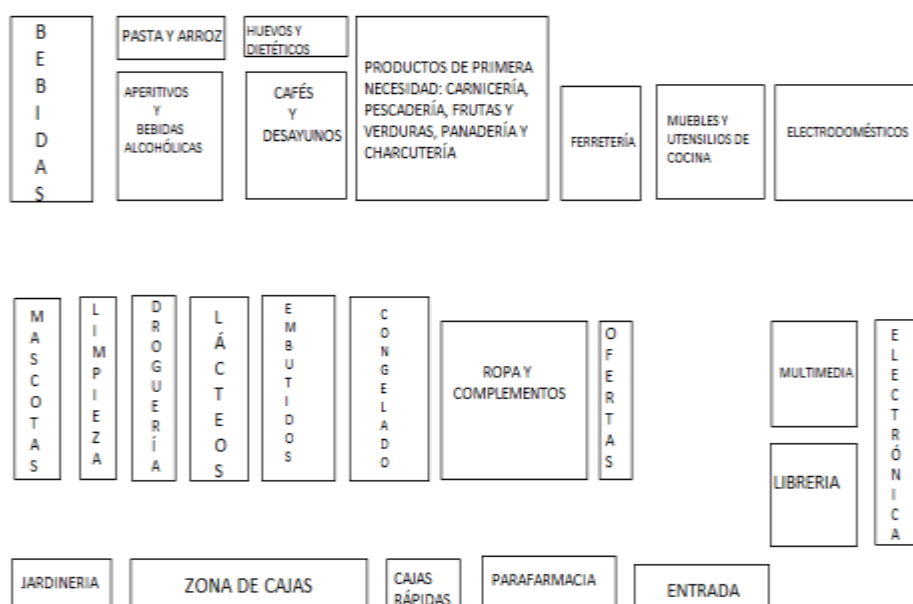 BEBIDAS
PASTA Y ARROZ
HUEVOS Y
DIETÉTICOS
APERITIVOS
Y
BEBIDAS
ALCOHÓLICAS
CAFÉS
Y
DESAYUNOS
PRODUCTOS DE PRIMERA
NECESIDAD: CARNICERÍA,
PESCADERÍA, FRUTAS Y
VERDURAS, PANADERÍA Y
CHARCUTERÍA
FERRETERÍA
MUEBLES Y
UTENSILIOS DE
COCINA
ELECTRODOMÉSTICOS
MASCOTAS
LIMPIEZA
DROGUERÍA
LÁCTEOS
EMBUTIDOS
CONGELADO
ROPA Y
COMPLEMENTOS
OFERTAS
MULTIMEDIA
LIBRERIA
ELECTRÓNICA
JARDINERIA
ZONA DE CAJAS
CAJAS
RÁPIDAS
PARAFARMACIA
ENTRADA